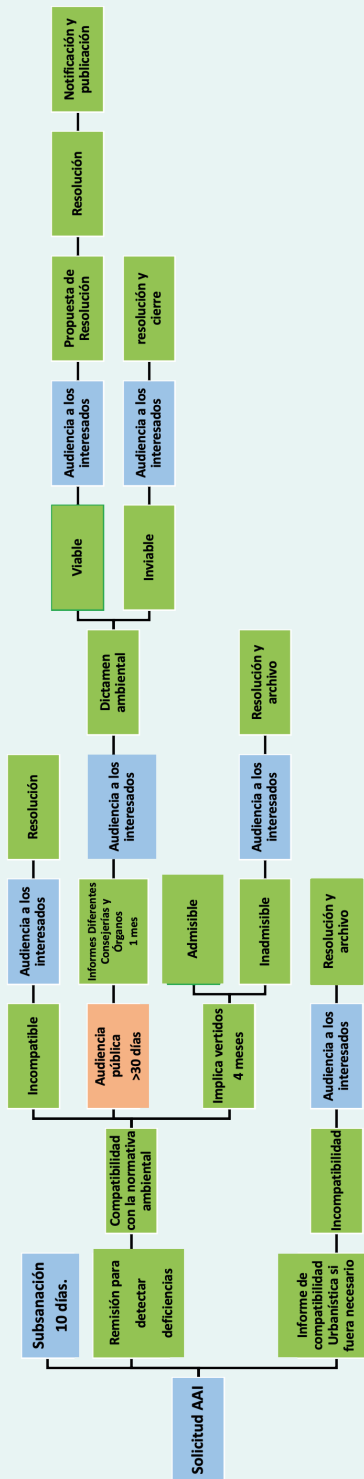 Solicitud AAI
Subsanación
10 días.
Remisión para
detectar
deficiencias
Informe de
compatibilidad
Urbanística si
fuera necesario
Compatibilidad
con la normativa
ambiental
Incompatibilidad
Incompatible
Audiencia
pública
>30 días
Implica vertidos
4 meses
Audiencia a los
interesados
Audiencia a los
interesados
Informes Diferentes
Consejerías y
Órganos
1 mes
Admisible
Inadmisible
Resolución y
archivo
Resolución
Audiencia a los
interesados
Audiencia a los
interesados
Dictamen
ambiental
Resolución y
archivo
Viable
Inviable
Audiencia a los
interesados
Audiencia a los
interesados
Propuesta de
Resolución
resolución y
cierre
Resolución
Notificación y
publicación